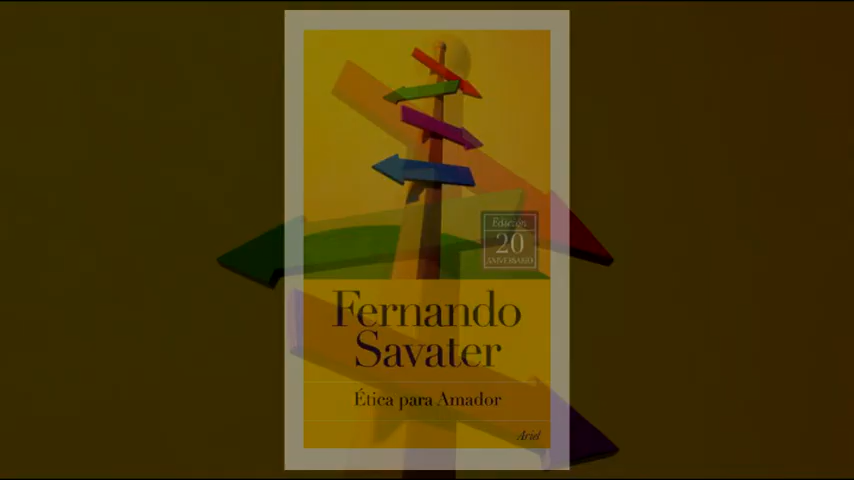 Edición
20
ANIVERSARIO
Fernando
Savater
Ética para Amador
Ariel